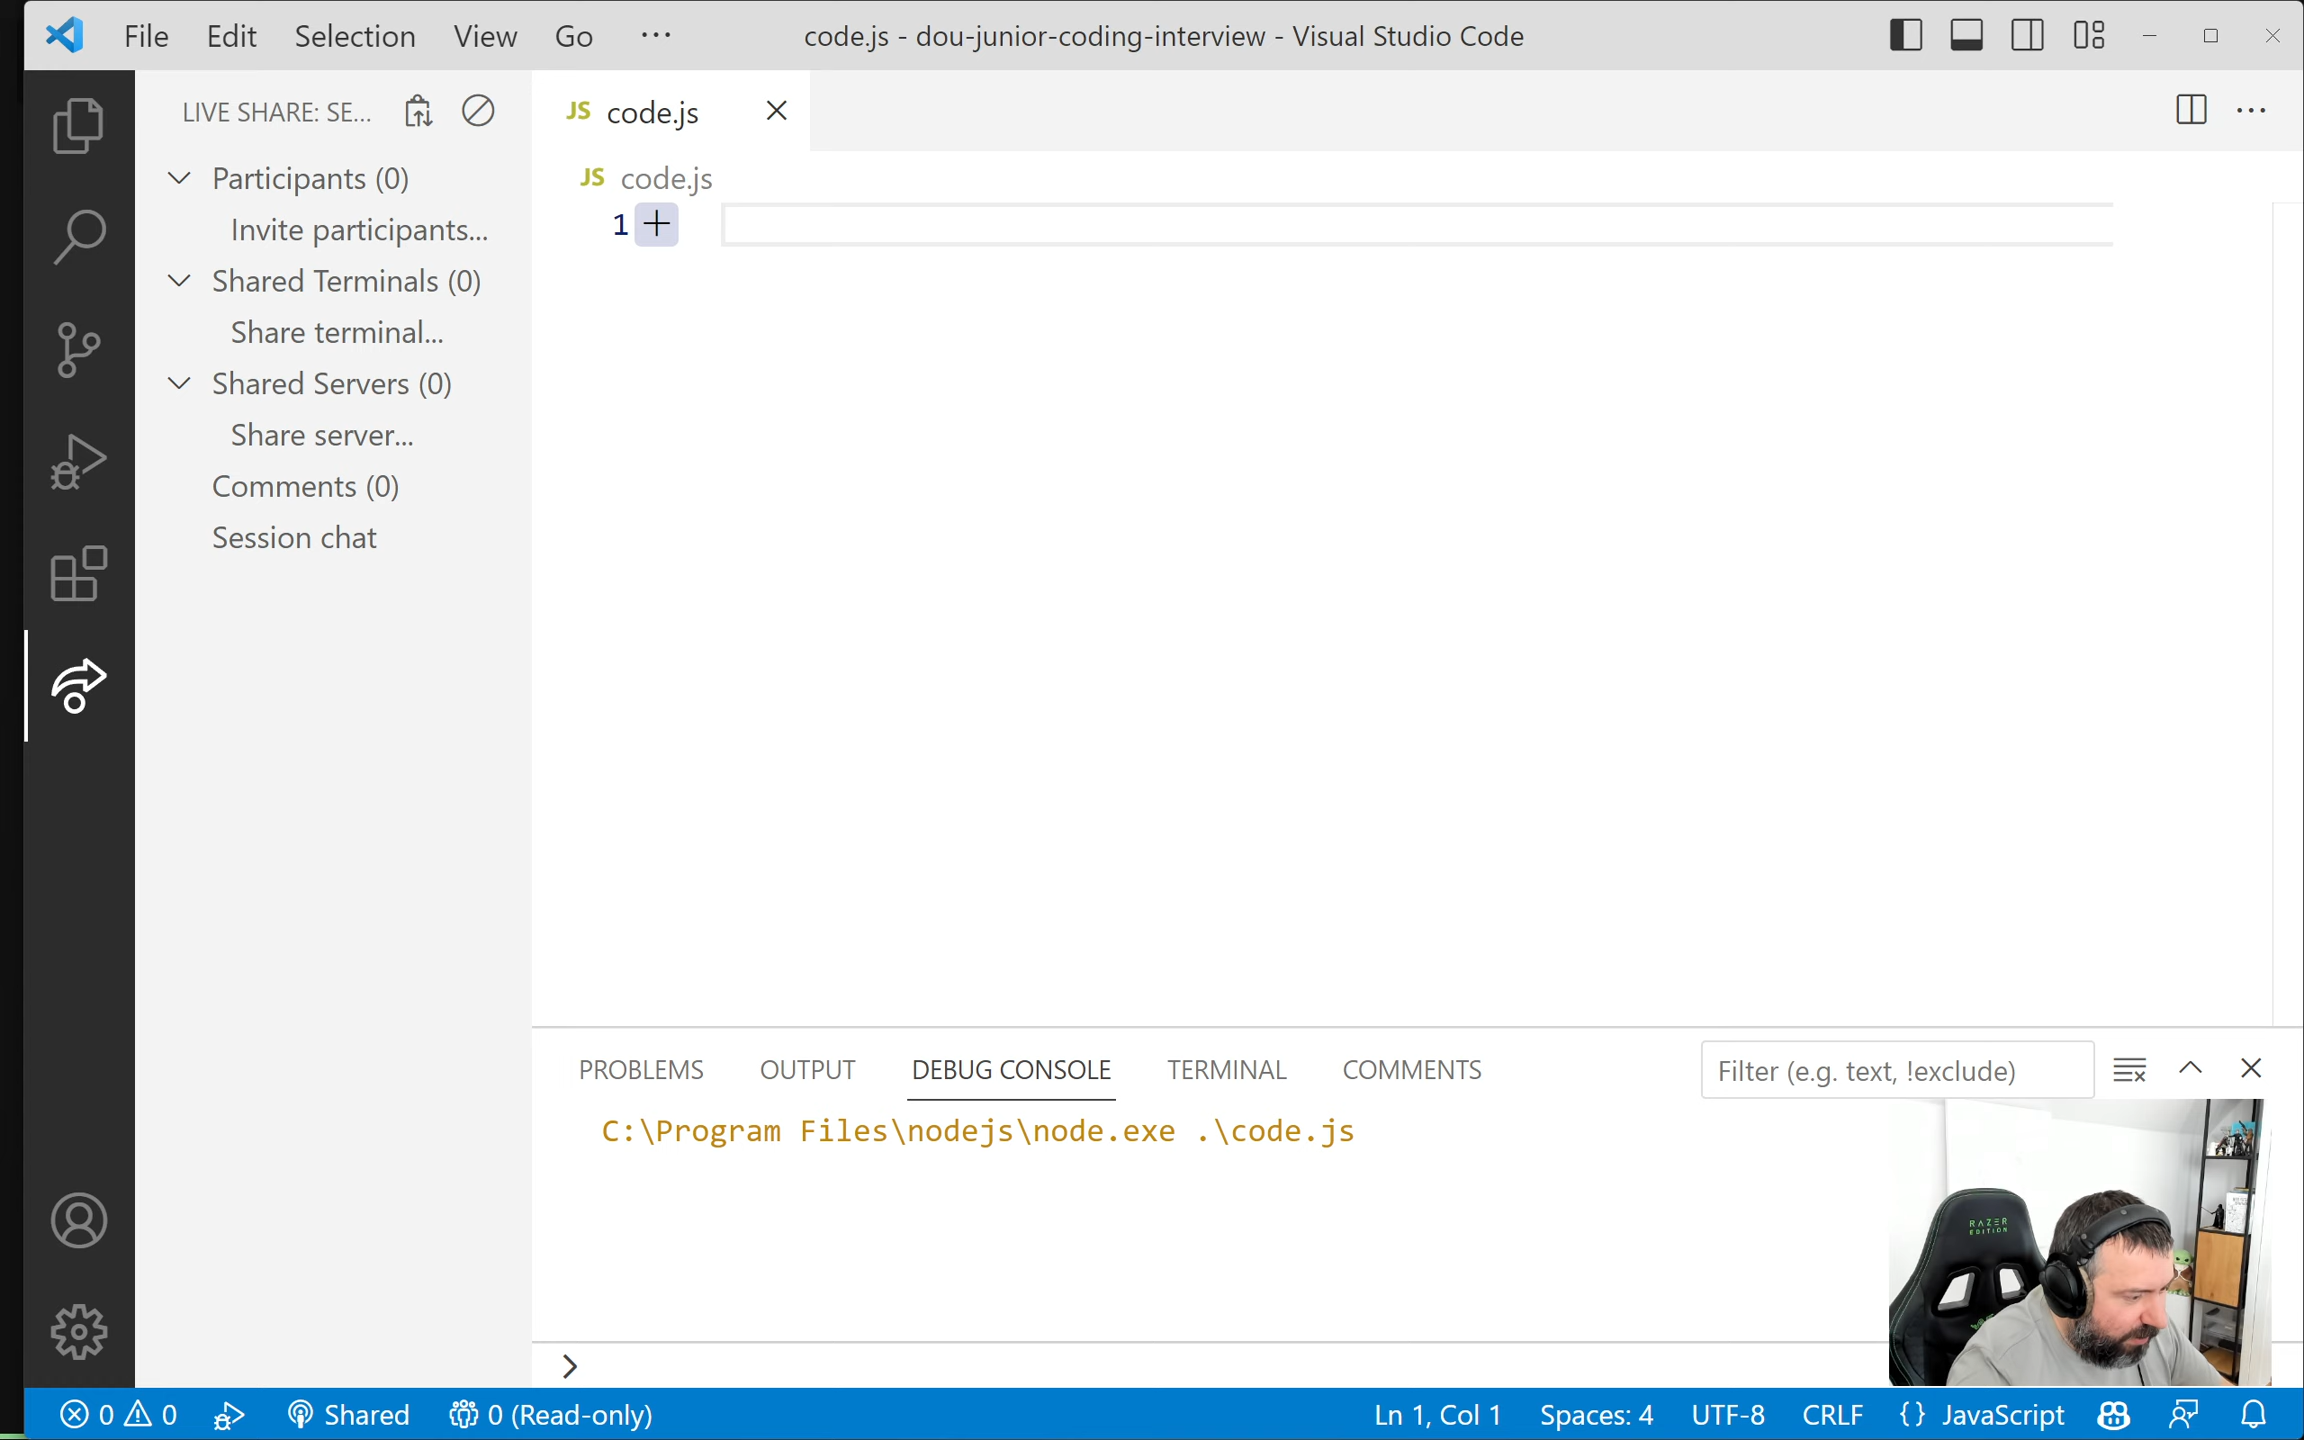 File Edit Selection View Go ... code.js - dou-junior-coding-interview - Visual Studio Code
LIVE SHARE: SE...
Participants (0)
Invite participants...
Shared Terminals (0)
Share terminal...
Shared Servers (0)
Share server...
Comments (0)
Session chat
JS code.js
JS code.js
1
PROBLEMS OUTPUT DEBUG CONSOLE TERMINAL COMMENTS Filter (e.g. text, !exclude)
C:\Program Files\nodejs\node.exe .\code.js
RAZER
EDITION
0 0 Shared 0 (Read-only) Ln 1, Col 1 Spaces: 4 UTF-8 CRLF {} JavaScript